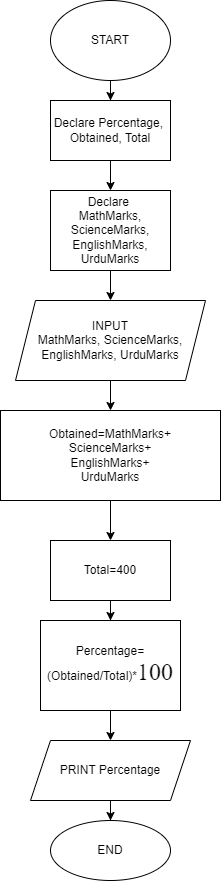 START
Declare Percentage,
Obtained, Total
Declare
MathMarks,
ScienceMarks,
EnglishMarks,
UrduMarks
INPUT
MathMarks, ScienceMarks,
EnglishMarks, UrduMarks
Obtained=MathMarks+
ScienceMarks+
EnglishMarks+
UrduMarks
Total=400
Percentage=
(Obtained/Total)*100
PRINT Percentage
END